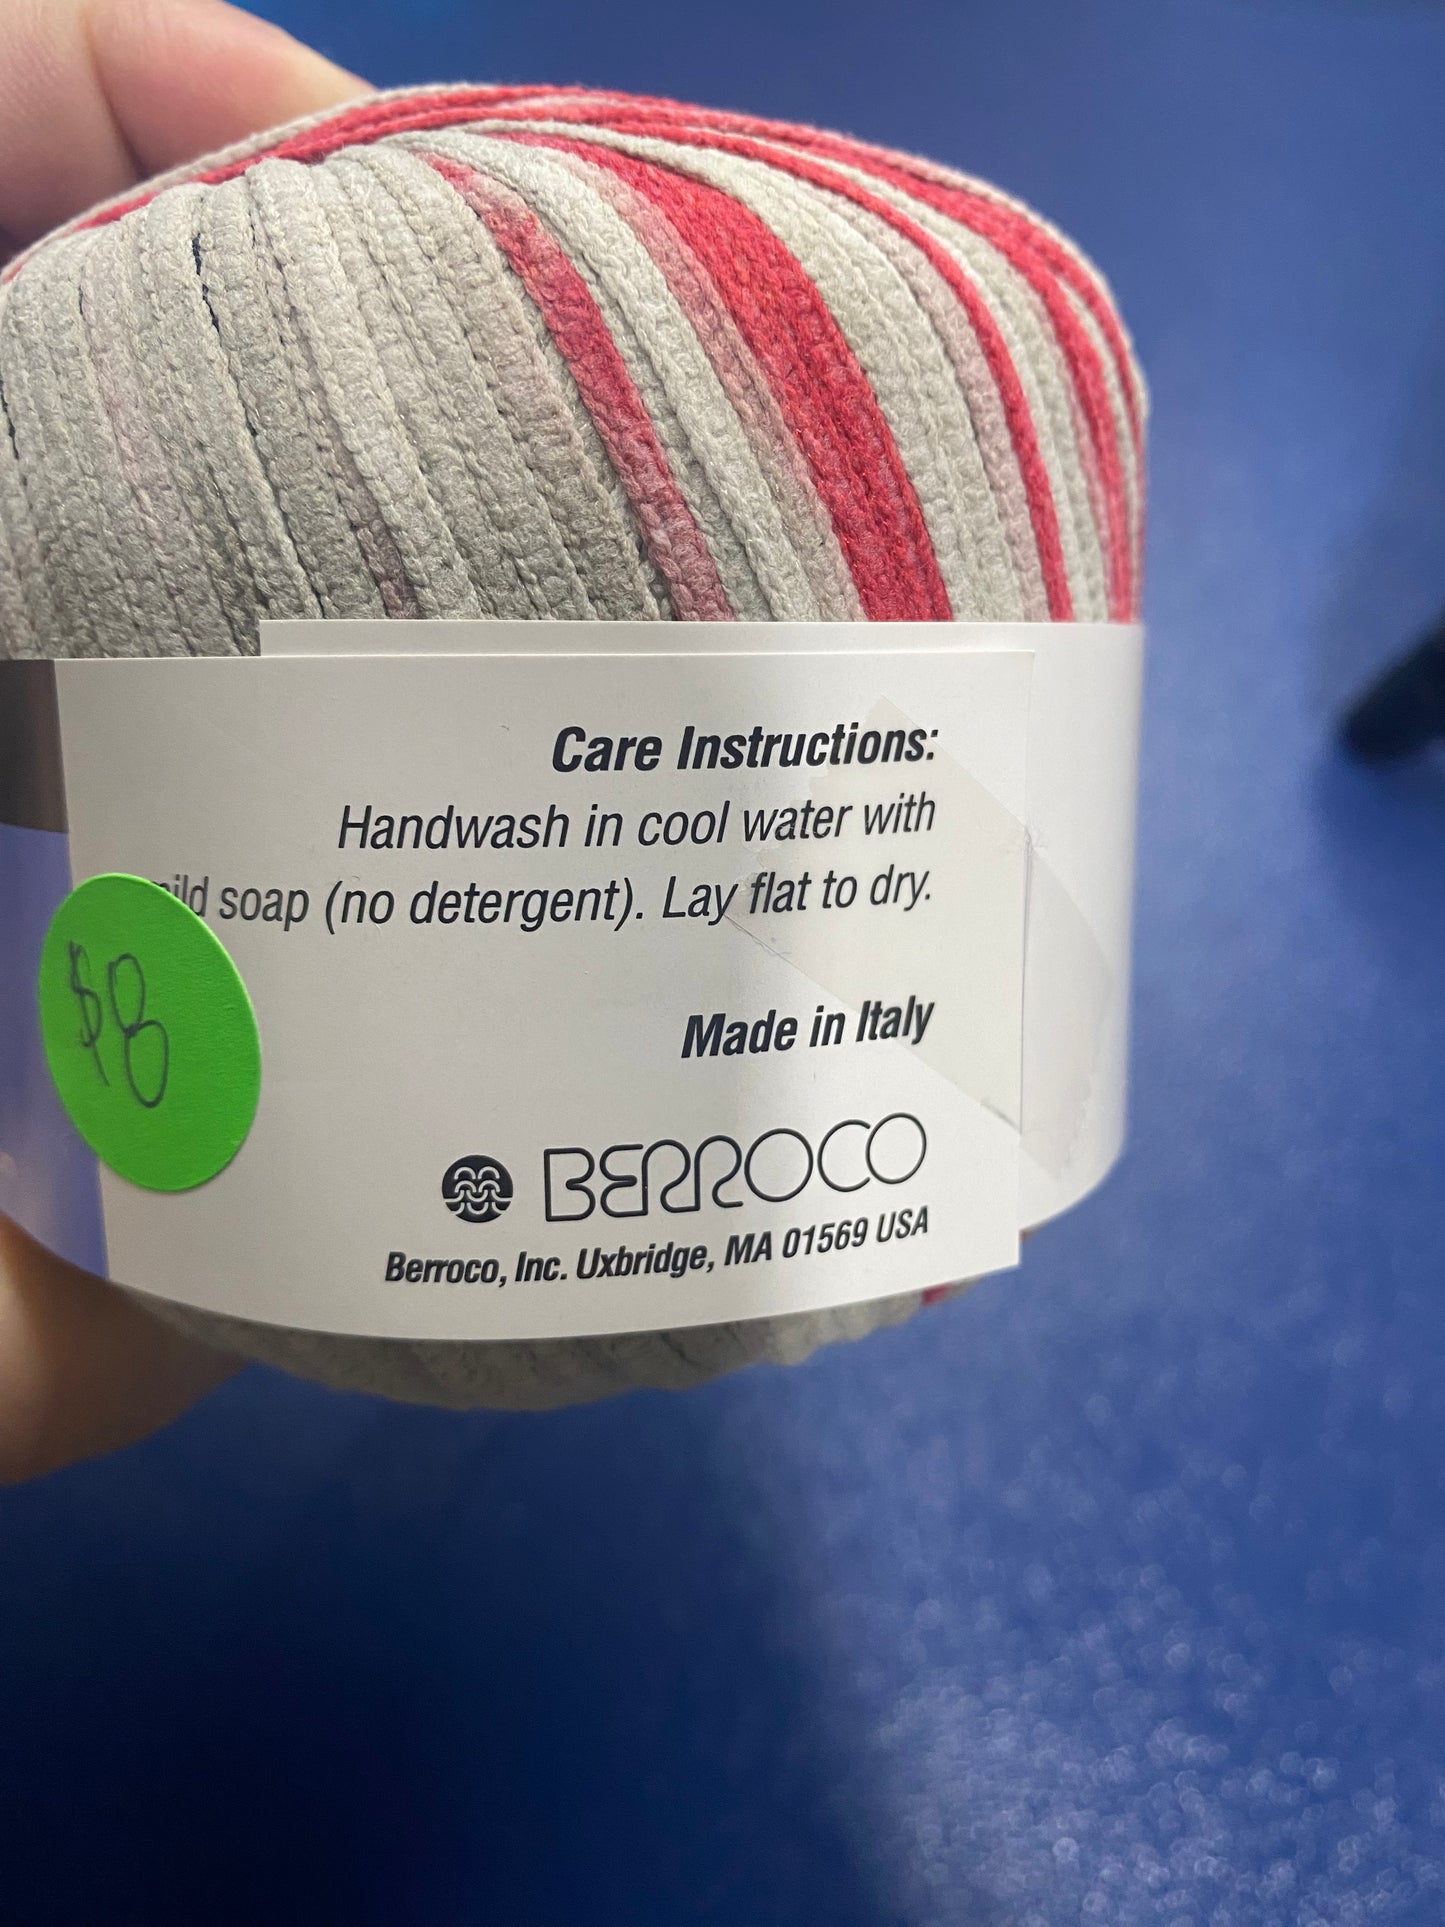 Care Instructions:
Handwash in cool water with
mild soap (no detergent). Lay flat to dry.
$8
Made in Italy
BERROCO
Berroco, Inc. Uxbridge, MA 01569 USA